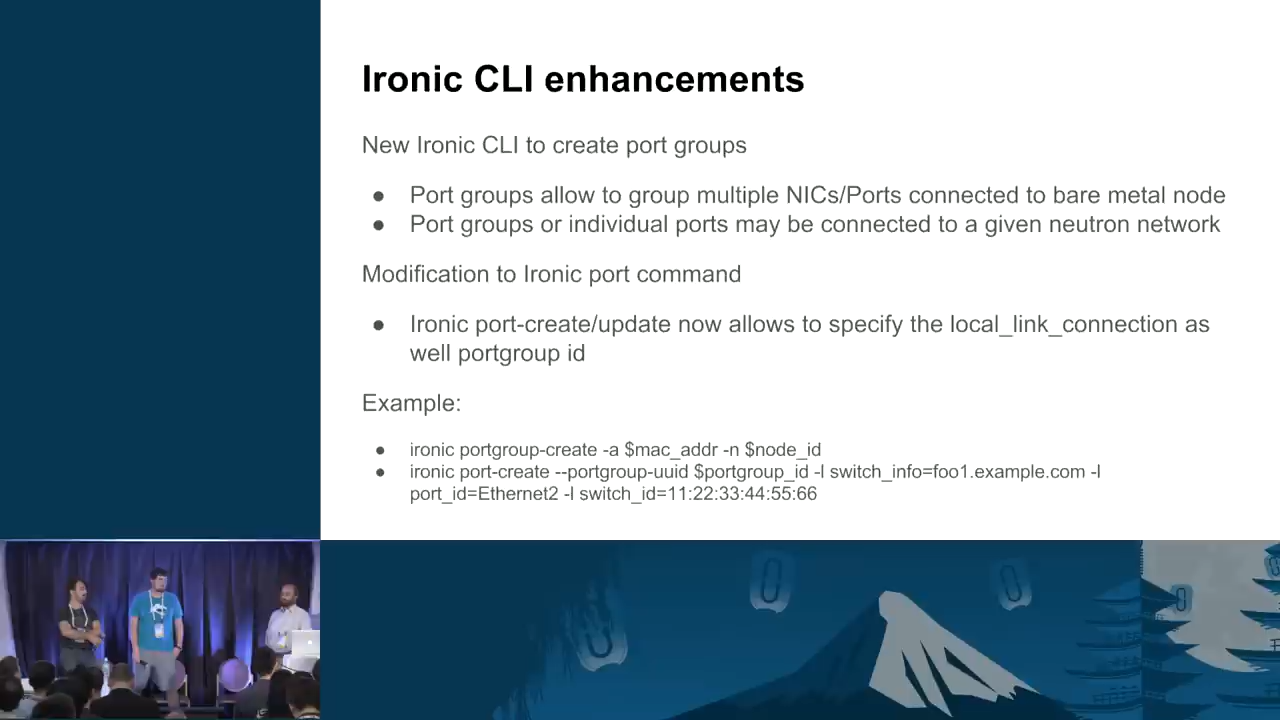 Ironic CLI enhancements
New Ironic CLI to create port groups
● Port groups allow to group multiple NICs/Ports connected to bare metal node
● Port groups or individual ports may be connected to a given neutron network
Modification to Ironic port command
● Ironic port-create/update now allows to specify the local_link_connection as
well portgroup id
Example:
● ironic portgroup-create -a $mac_addr -n $node_id
● ironic port-create --portgroup-uuid $portgroup_id -l switch_info=foo1.example.com -l
port_id=Ethernet2 -l switch_id=11:22:33:44:55:66